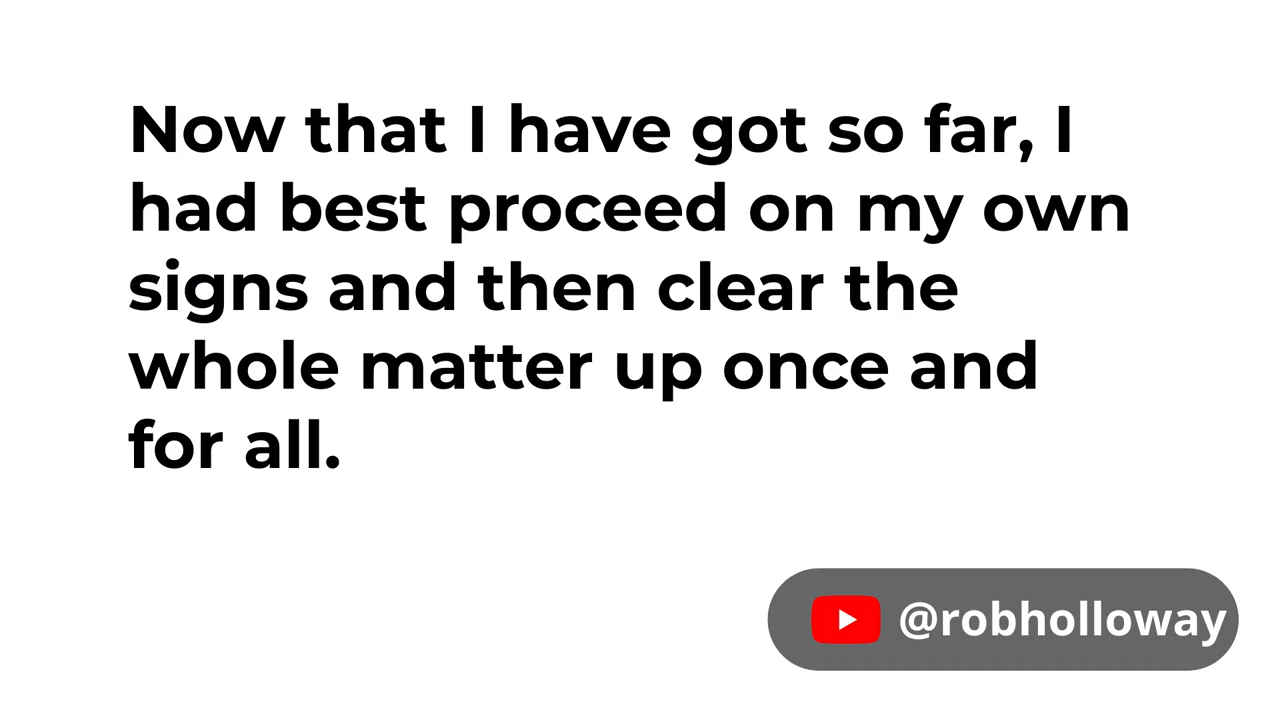 Now that I have got so far, I
had best proceed on my own
signs and then clear the
whole matter up once and
for all.
@robholloway